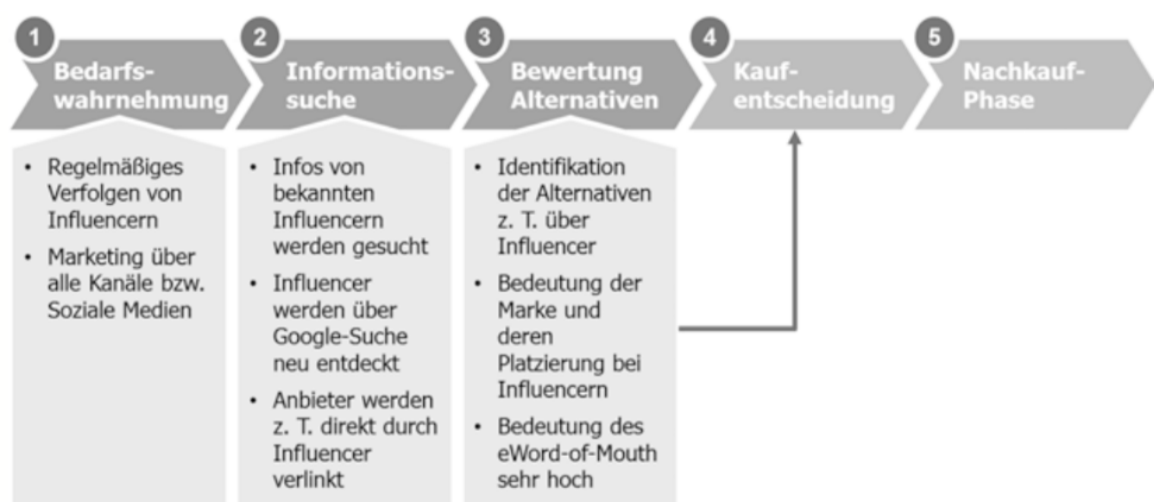 1
Bedarfs-
wahrnehmung
2
Informations-
suche
3
Bewertung
Alternativen
4
Kauf-
entscheidung
5
Nachkauf-
Phase
• Regelmäßiges
Verfolgen von
Influencern
• Marketing über
alle Kanäle bzw.
Soziale Medien
• Infos von
bekannten
Influencern
werden gesucht
• Influencer
werden über
Google-Suche
neu entdeckt
• Anbieter werden
z. T. direkt durch
Influencer
verlinkt
• Identifikation
der Alternativen
z. T. über
Influencer
• Bedeutung der
Marke und
deren
Platzierung bei
Influencern
• Bedeutung des
eWord-of-Mouth
sehr hoch